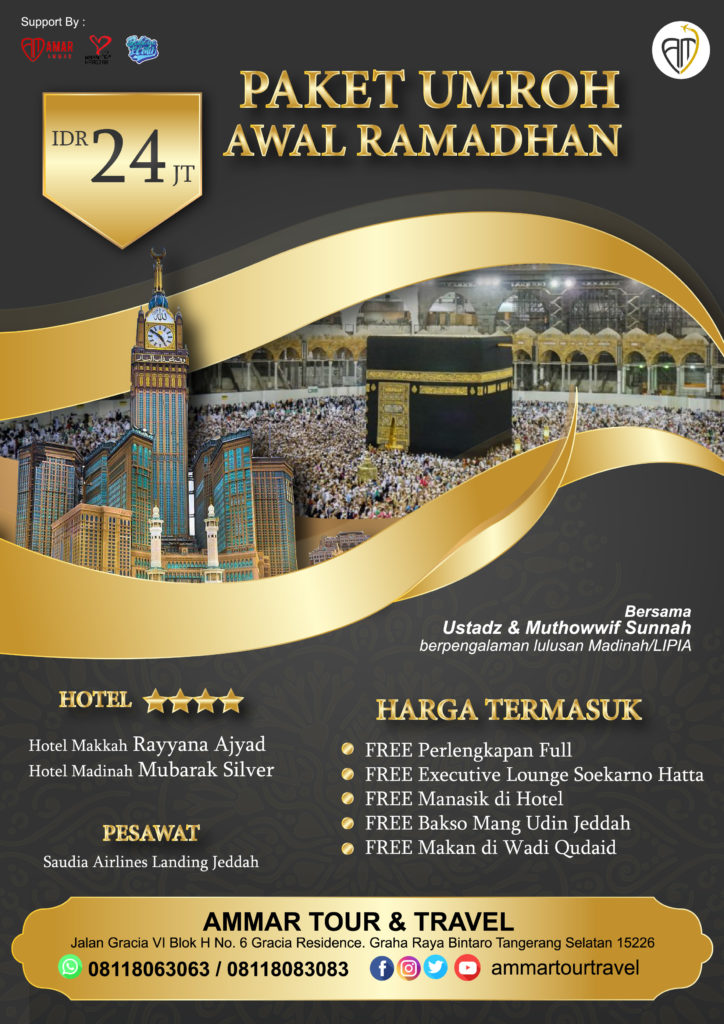 Support By :
AMAR
PAKET UMROH
AWAL RAMADHAN
IDR 24 JT
Bersama
Ustadz & Muthowwif Sunnah
berpengalaman lulusan Madinah/LIPIA
HOTEL
Hotel Makkah Rayyana Ajyad
Hotel Madinah Mubarak Silver
PESAWAT
Saudia Airlines Landing Jeddah
HARGA TERMASUK
FREE Perlengkapan Full
FREE Executive Lounge Soekarno Hatta
FREE Manasik di Hotel
FREE Bakso Mang Udin Jeddah
FREE Makan di Wadi Qudaid
AMMAR TOUR & TRAVEL
Jalan Gracia VI Blok H No. 6 Gracia Residence. Graha Raya Bintaro Tangerang Selatan 15226
08118063063 / 08118083083 ammartourtravel